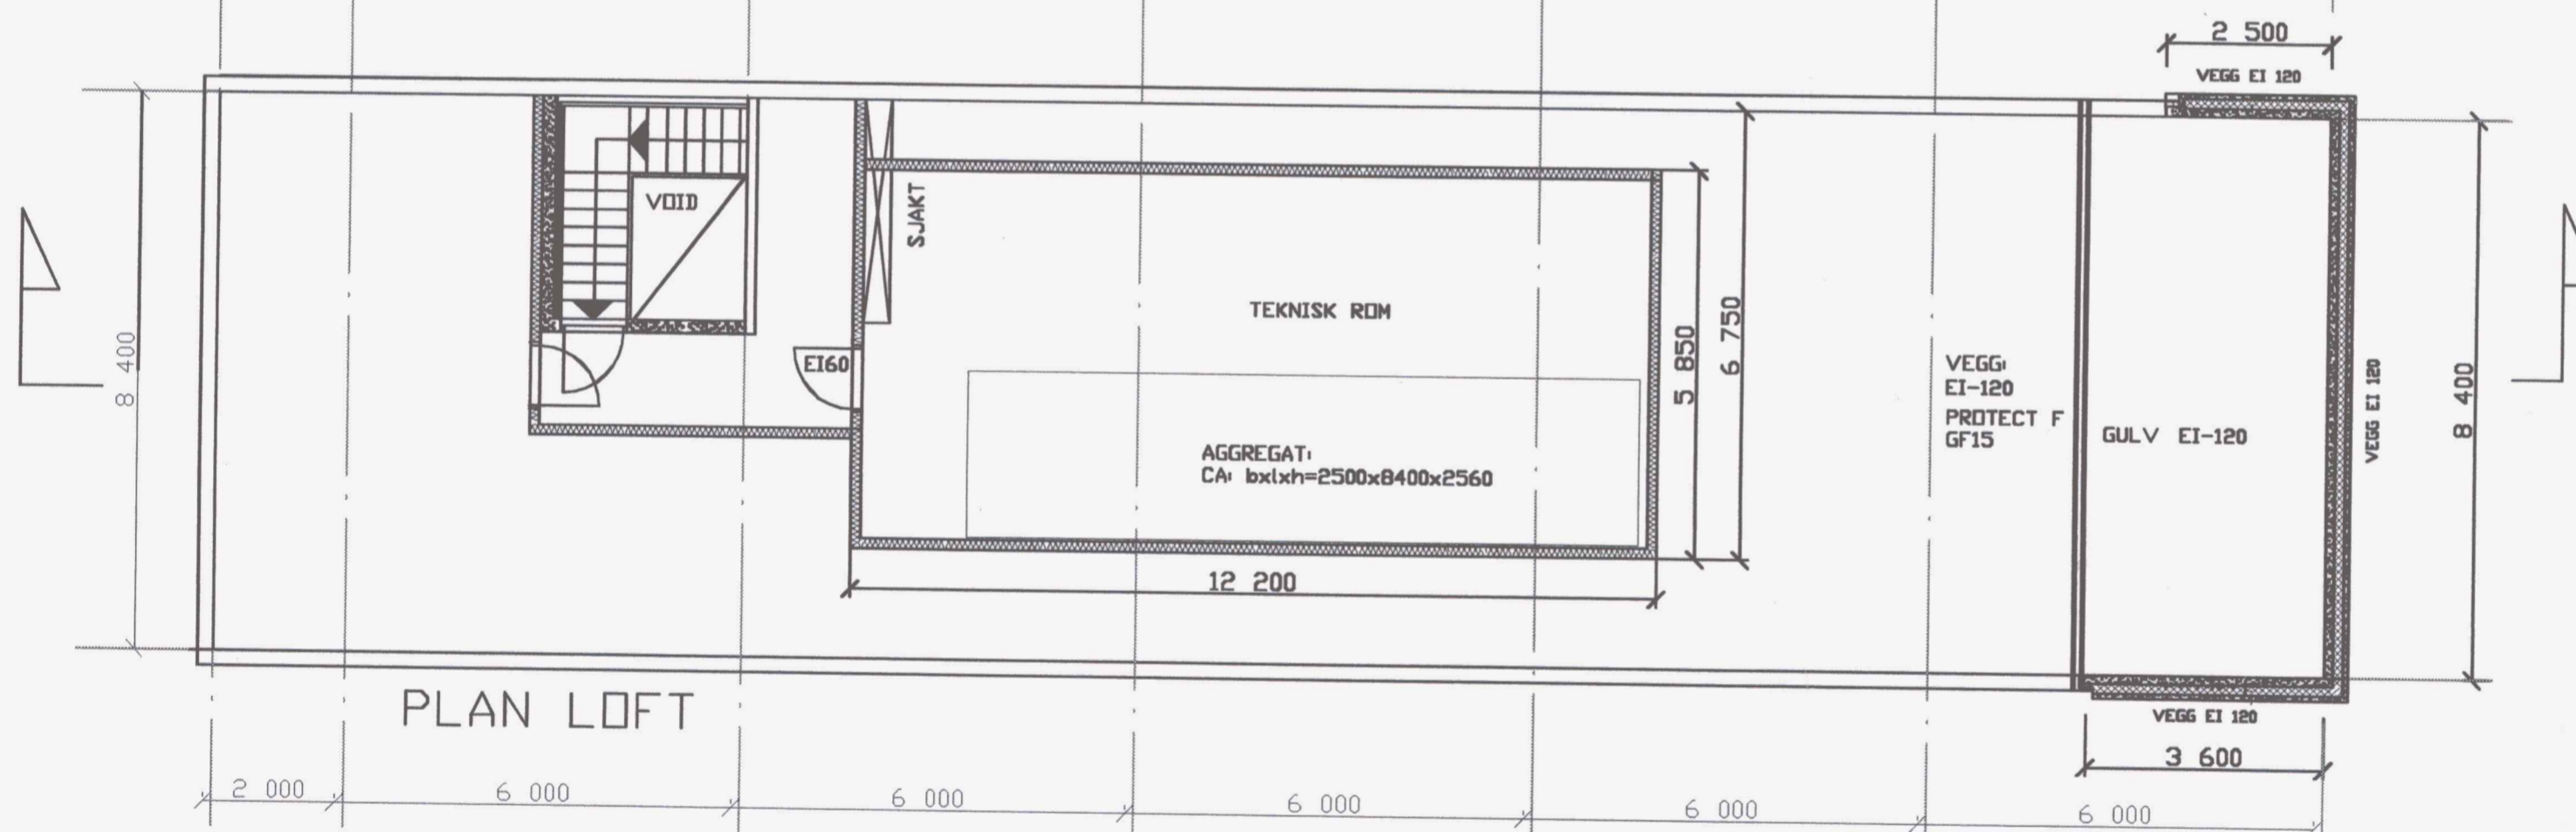 2 500
VEGG EI 120
VOID
SJAKT
TEKNISK ROM
EI60
8 400
5 850
6 750
VEGG:
EI-120
PROTECT F
GF15
GULV EI-120
VEGG EI 120
8 400
AGGREGAT:
CA: bxlxh=2500x8400x2560
12 200
PLAN LOFT
VEGG EI 120
3 600
2 000
6 000
6 000
6 000
6 000
6 000